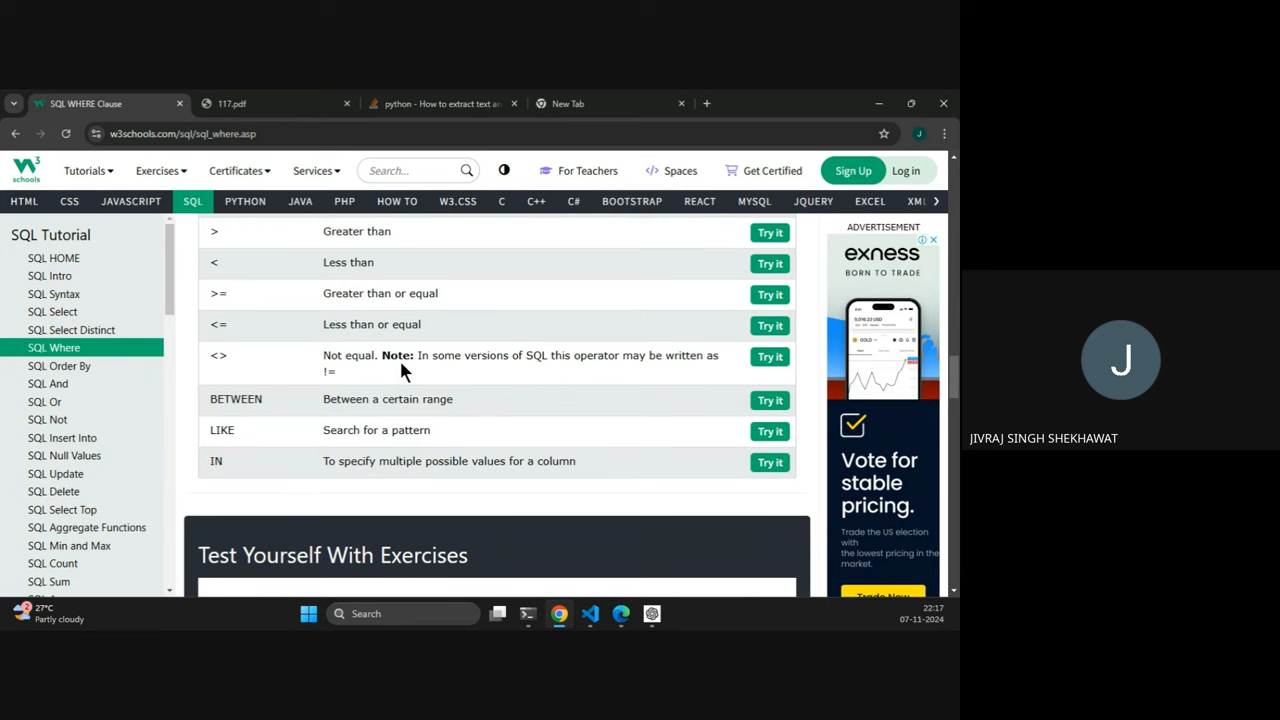 SQL WHERE Clause
117.pdf
python - How to extract text an
New Tab
w3schools.com/sql/sql_where.asp
J
W3
schools
Tutorials
Exercises
Certificates
Services
Search...
For Teachers
Spaces
Get Certified
Sign Up
Log in
HTML
CSS
JAVASCRIPT
SQL
PYTHON
JAVA
PHP
HOW TO
W3.CSS
C
C++
C#
BOOTSTRAP
REACT
MYSQL
JQUERY
EXCEL
XML
SQL Tutorial
SQL HOME
SQL Intro
SQL Syntax
SQL Select
SQL Select Distinct
SQL Where
SQL Order By
SQL And
SQL Or
SQL Not
SQL Insert Into
SQL Null Values
SQL Update
SQL Delete
SQL Select Top
SQL Aggregate Functions
SQL Min and Max
SQL Count
SQL Sum
> Greater than Try it
< Less than Try it
>= Greater than or equal Try it
<= Less than or equal Try it
<> Not equal. Note: In some versions of SQL this operator may be written as Try it
!=
BETWEEN Between a certain range Try it
LIKE Search for a pattern Try it
IN To specify multiple possible values for a column Try it
Test Yourself With Exercises
ADVERTISEMENT
exness
BORN TO TRADE
Vote for
stable
pricing.
Trade the US election
with
the lowest pricing in the
market.
Trade Now
27°C
Partly cloudy
Search
22:17
07-11-2024
J
JIVRAJ SINGH SHEKHAWAT